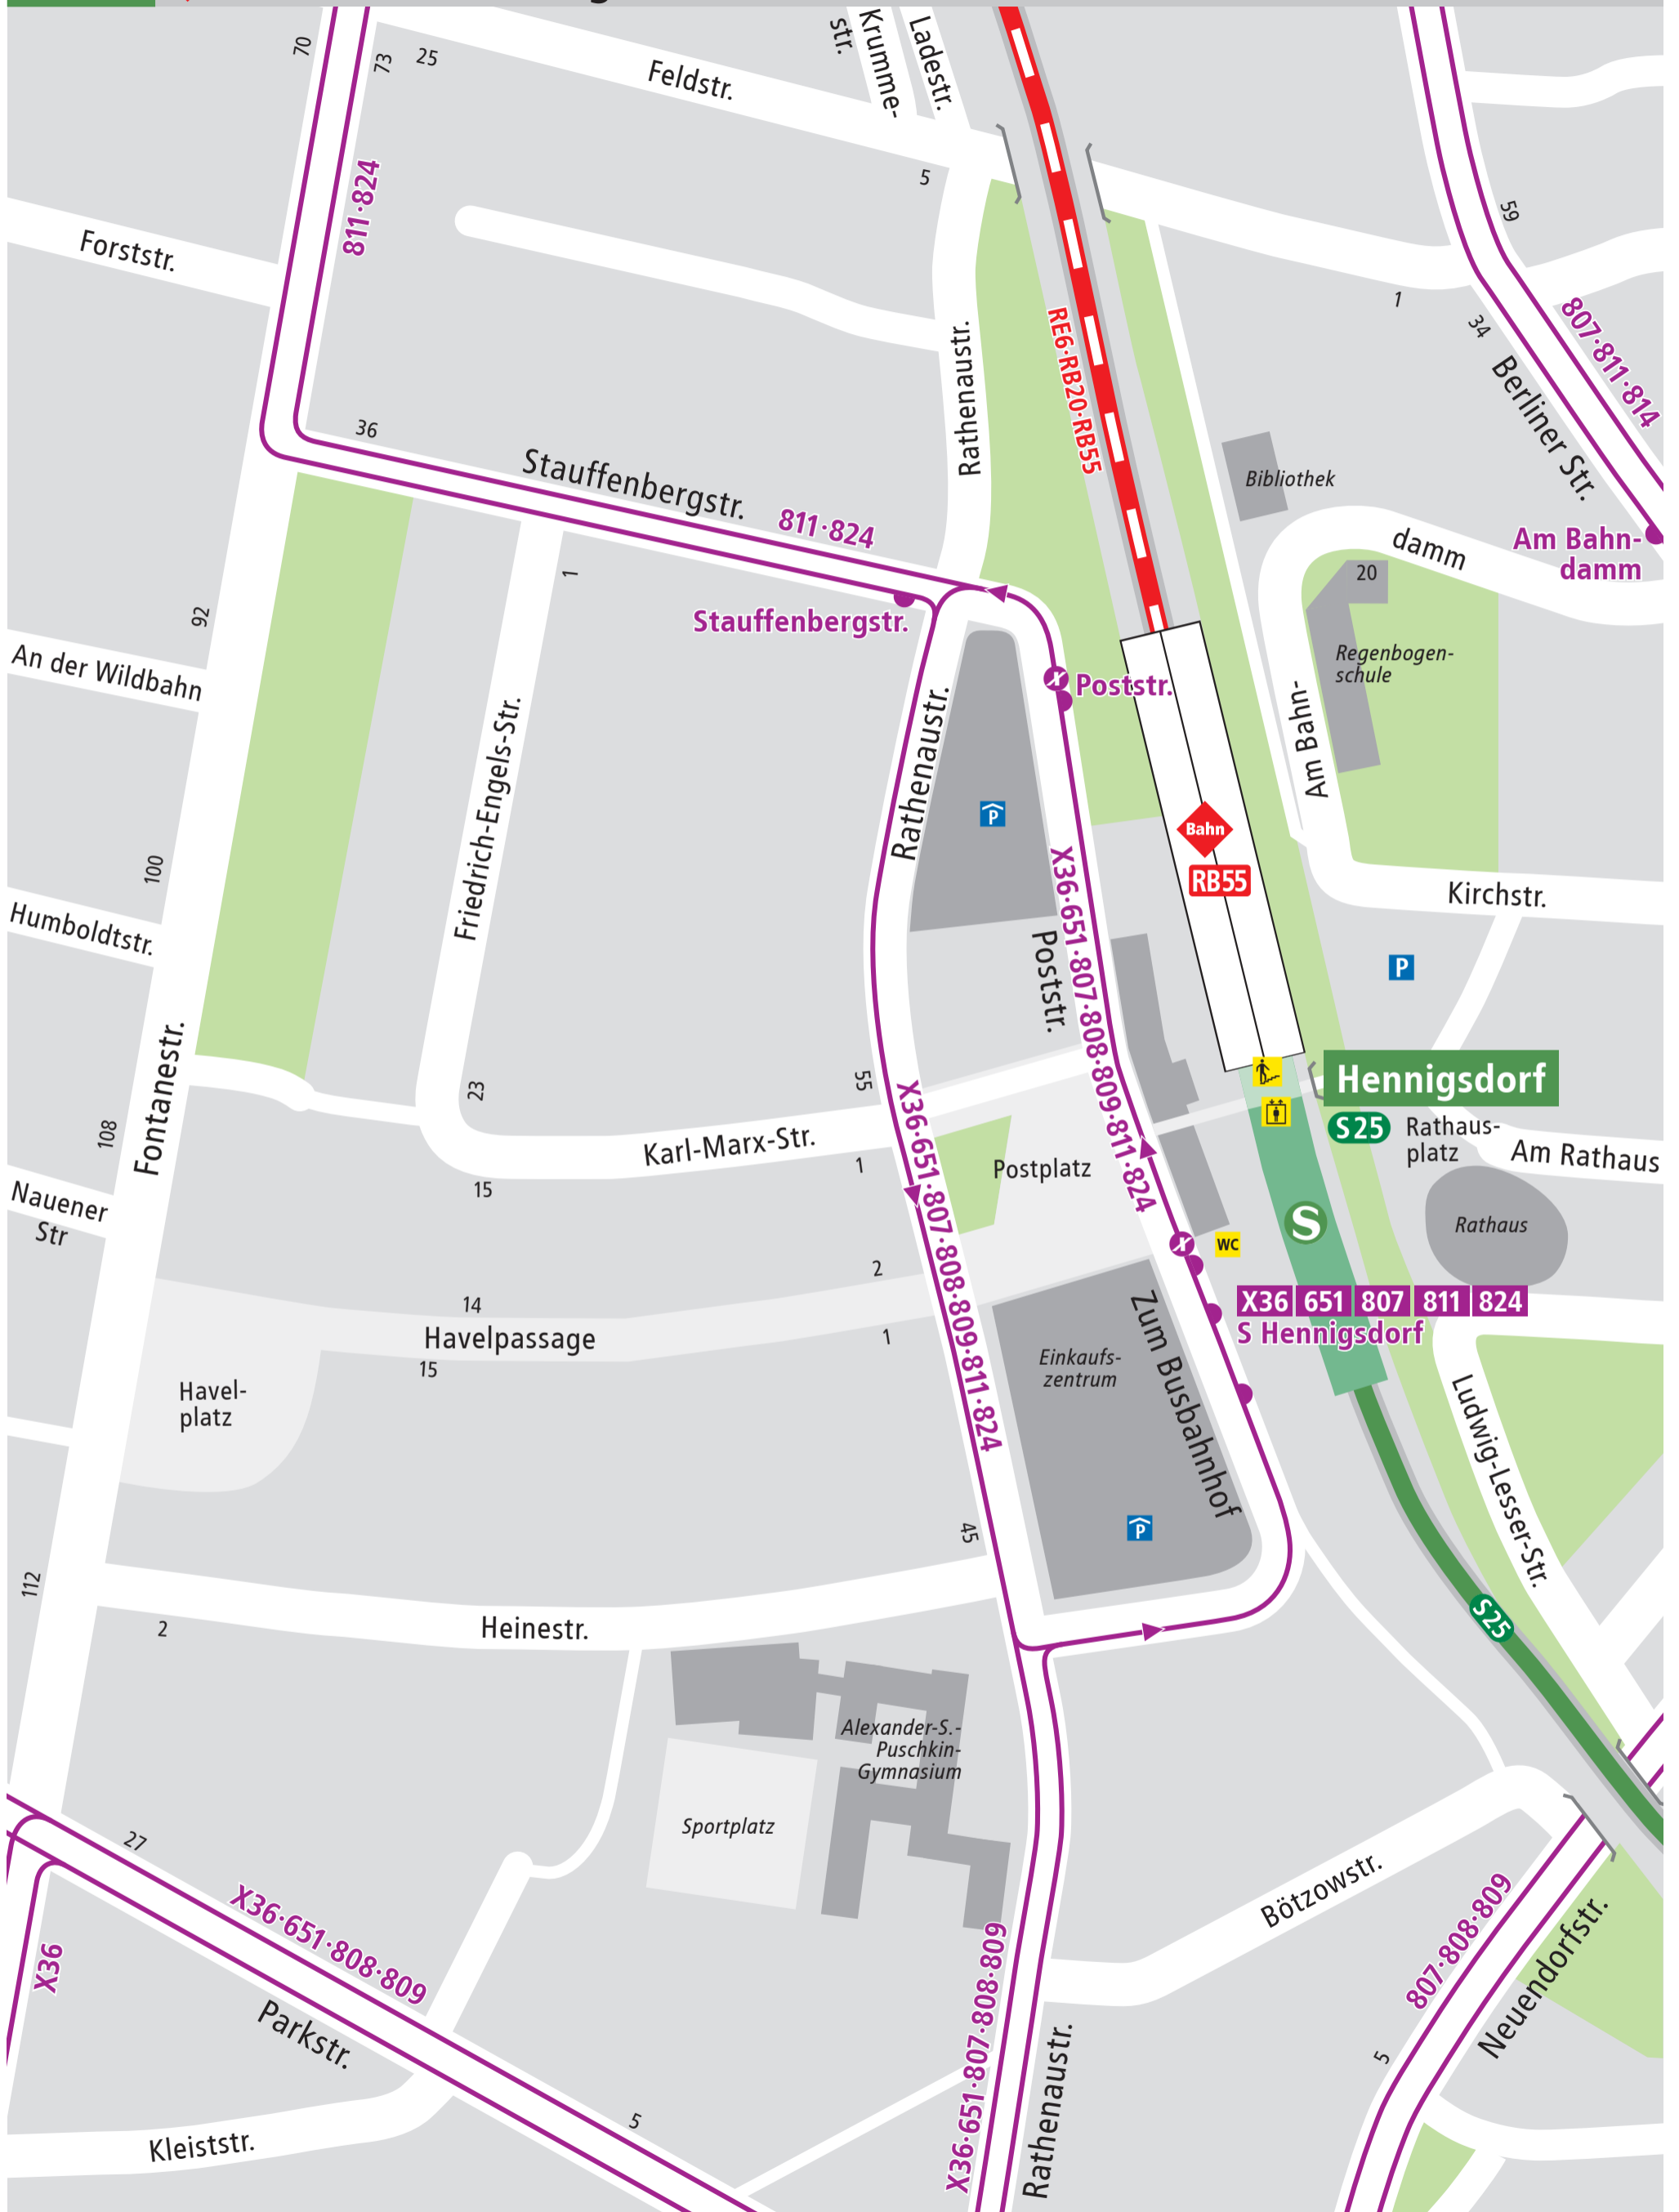 70
73
25
Feldstr.
Krumme-
str.
Ladestr.
811·824
Forststr.
5
59
1
34
807·811·814
Berliner Str.
RE6·RB20·RB55
Rathenaustr.
36
Stauffenbergstr.
811·824
Bibliothek
damm
Am Bahn-
damm
20
1
Stauffenbergstr.
92
An der Wildbahn
Regenbogen-
schule
Poststr.
Am Bahn-
Rathenaustr.
Friedrich-Engels-Str.
P
Bahn
RB55
100
Humboldtstr.
Kirchstr.
P
X36·651·807·808·809·811·824
Poststr.
Fontanestr.
108
23
55
Hennigsdorf
S25
Rathaus-
platz
Am Rathaus
Karl-Marx-Str.
1
15
Postplatz
X36·651·807·808·809·811·824
Nauener
Str
S
Rathaus
X
X
WC
2
14
Havelpassage
15
1
X36 651 807 811 824
S Hennigsdorf
Zum Busbahnhof
Einkaufs-
zentrum
Havel-
platz
Ludwig-Lesser-Str.
P
45
112
2
Heinestr.
S25
Alexander-S.-
Puschkin-
Gymnasium
Sportplatz
27
X36·651·808·809
X36
Parkstr.
Bötzowstr.
807·808·809
Neuendorfstr.
5
X36·651·807·808·809
Rathenaustr.
5
Kleiststr.